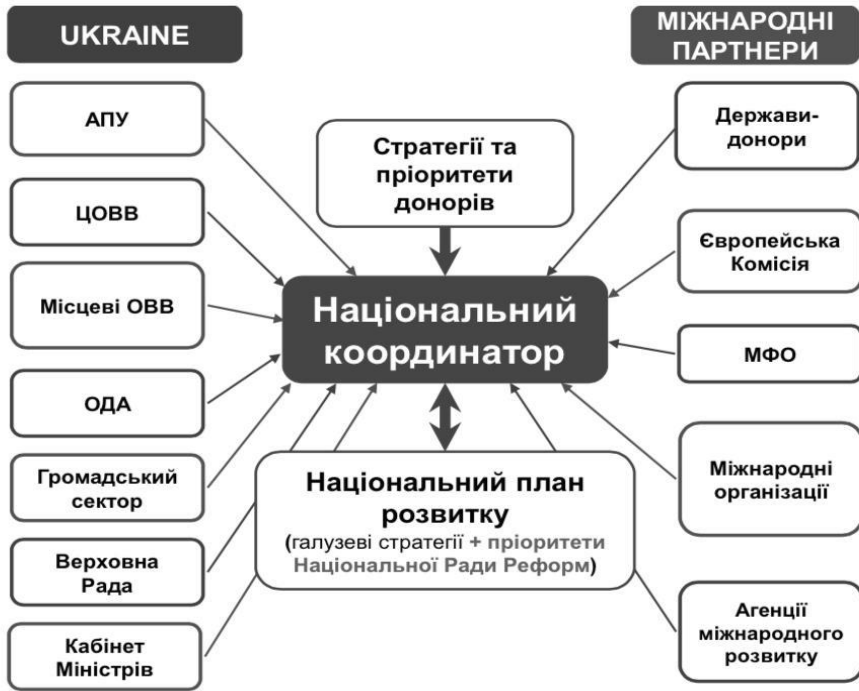 UKRAINE
АПУ
ЦОВВ
Місцеві ОВВ
ОДА
Громадський
сектор
Верховна
Рада
Кабінет
Міністрів
Стратегії та
пріоритети
донорів
Національний
координатор
Національний план
розвитку
(галузеві стратегії + пріоритети
Національної Ради Реформ)
МІЖНАРОДНІ
ПАРТНЕРИ
Держави-
донори
Європейська
Комісія
МФО
Міжнародні
організації
Агенції
міжнародного
розвитку